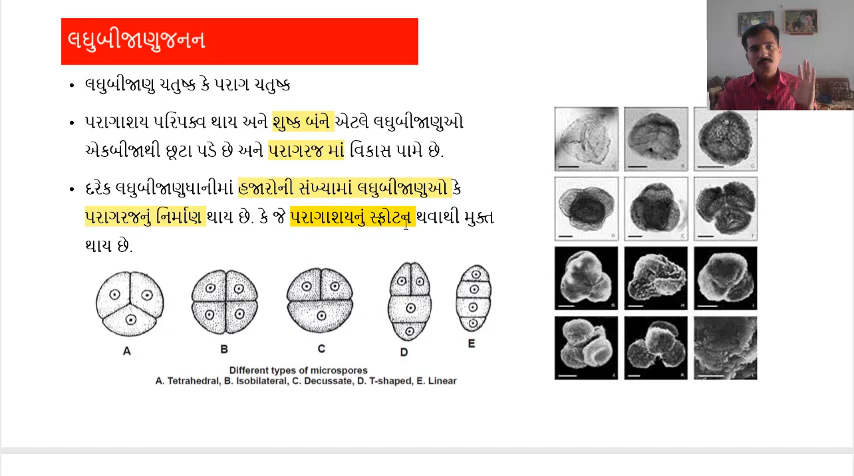 લઘુબીજાણુજનન
• લઘુબીજાણુ ચતુષ્ક કે પરાગ ચતુષ્ક
• પરાગાશય પરિપક્વ થાય અને શુષ્ક બંને એટલે લઘુબીજાણુઓ
એકબીજાથી છૂટા પડે છે અને પરાગરજ માં વિકાસ પામે છે.
• દરેક લઘુબીજાણુધાનીમાં હજારોની સંખ્યામાં લઘુબીજાણુઓ કે
પરાગરજનું નિર્માણ થાય છે. કે જે પરાગાશયનું સ્ફોટન થવાથી મુક્ત
થાય છે.
A B C D E
Different types of microspores
A. Tetrahedral, B. Isobilateral, C. Decussate, D. T-shaped, E. Linear